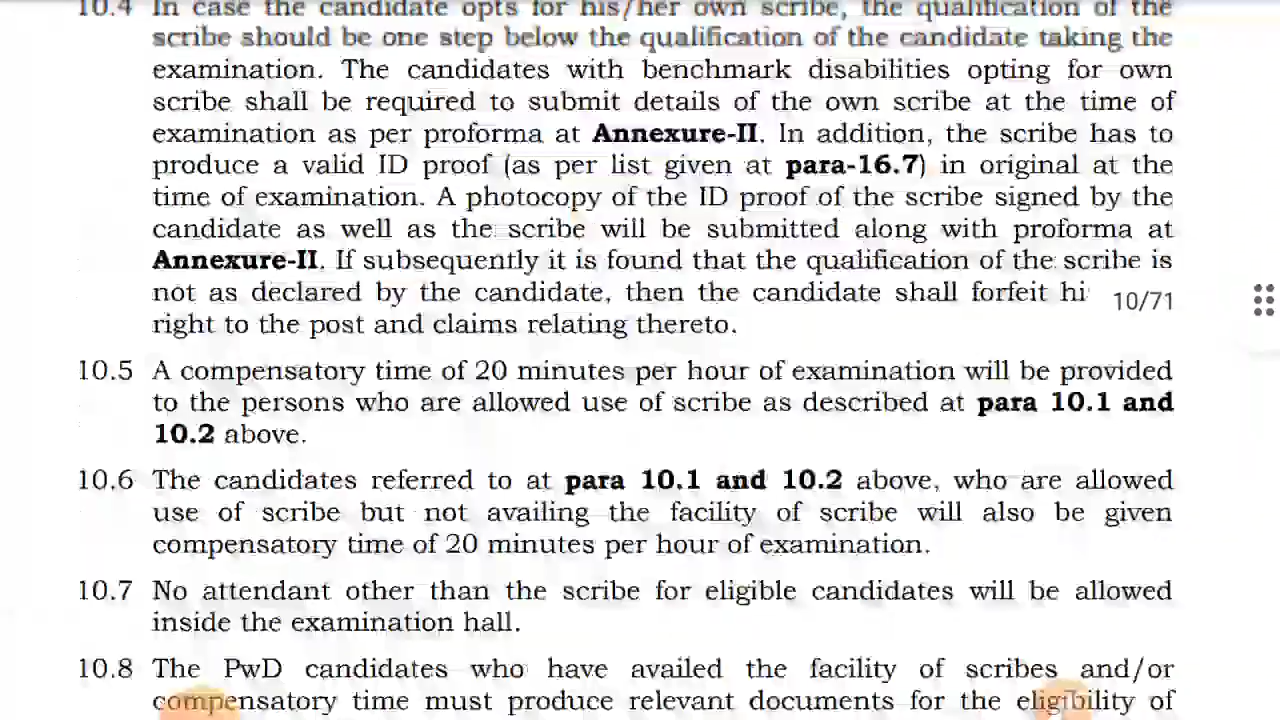 10.4 In case the candidate opts for his/her own scribe, the qualification of the
scribe should be one step below the qualification of the candidate taking the
examination. The candidates with benchmark disabilities opting for own
scribe shall be required to submit details of the own scribe at the time of
examination as per proforma at Annexure-II. In addition, the scribe has to
produce a valid ID proof (as per list given at para-16.7) in original at the
time of examination. A photocopy of the ID proof of the scribe signed by the
candidate as well as the scribe will be submitted along with proforma at
Annexure-II. If subsequently it is found that the qualification of the scribe is
not as declared by the candidate, then the candidate shall forfeit hi
10/71
right to the post and claims relating thereto.
10.5 A compensatory time of 20 minutes per hour of examination will be provided
to the persons who are allowed use of scribe as described at para 10.1 and
10.2 above.
10.6 The candidates referred to at para 10.1 and 10.2 above, who are allowed
use of scribe but not availing the facility of scribe will also be given
compensatory time of 20 minutes per hour of examination.
10.7 No attendant other than the scribe for eligible candidates will be allowed
inside the examination hall.
10.8 The PwD candidates who have availed the facility of scribes and/or
compensatory time must produce relevant documents for the eligibility of